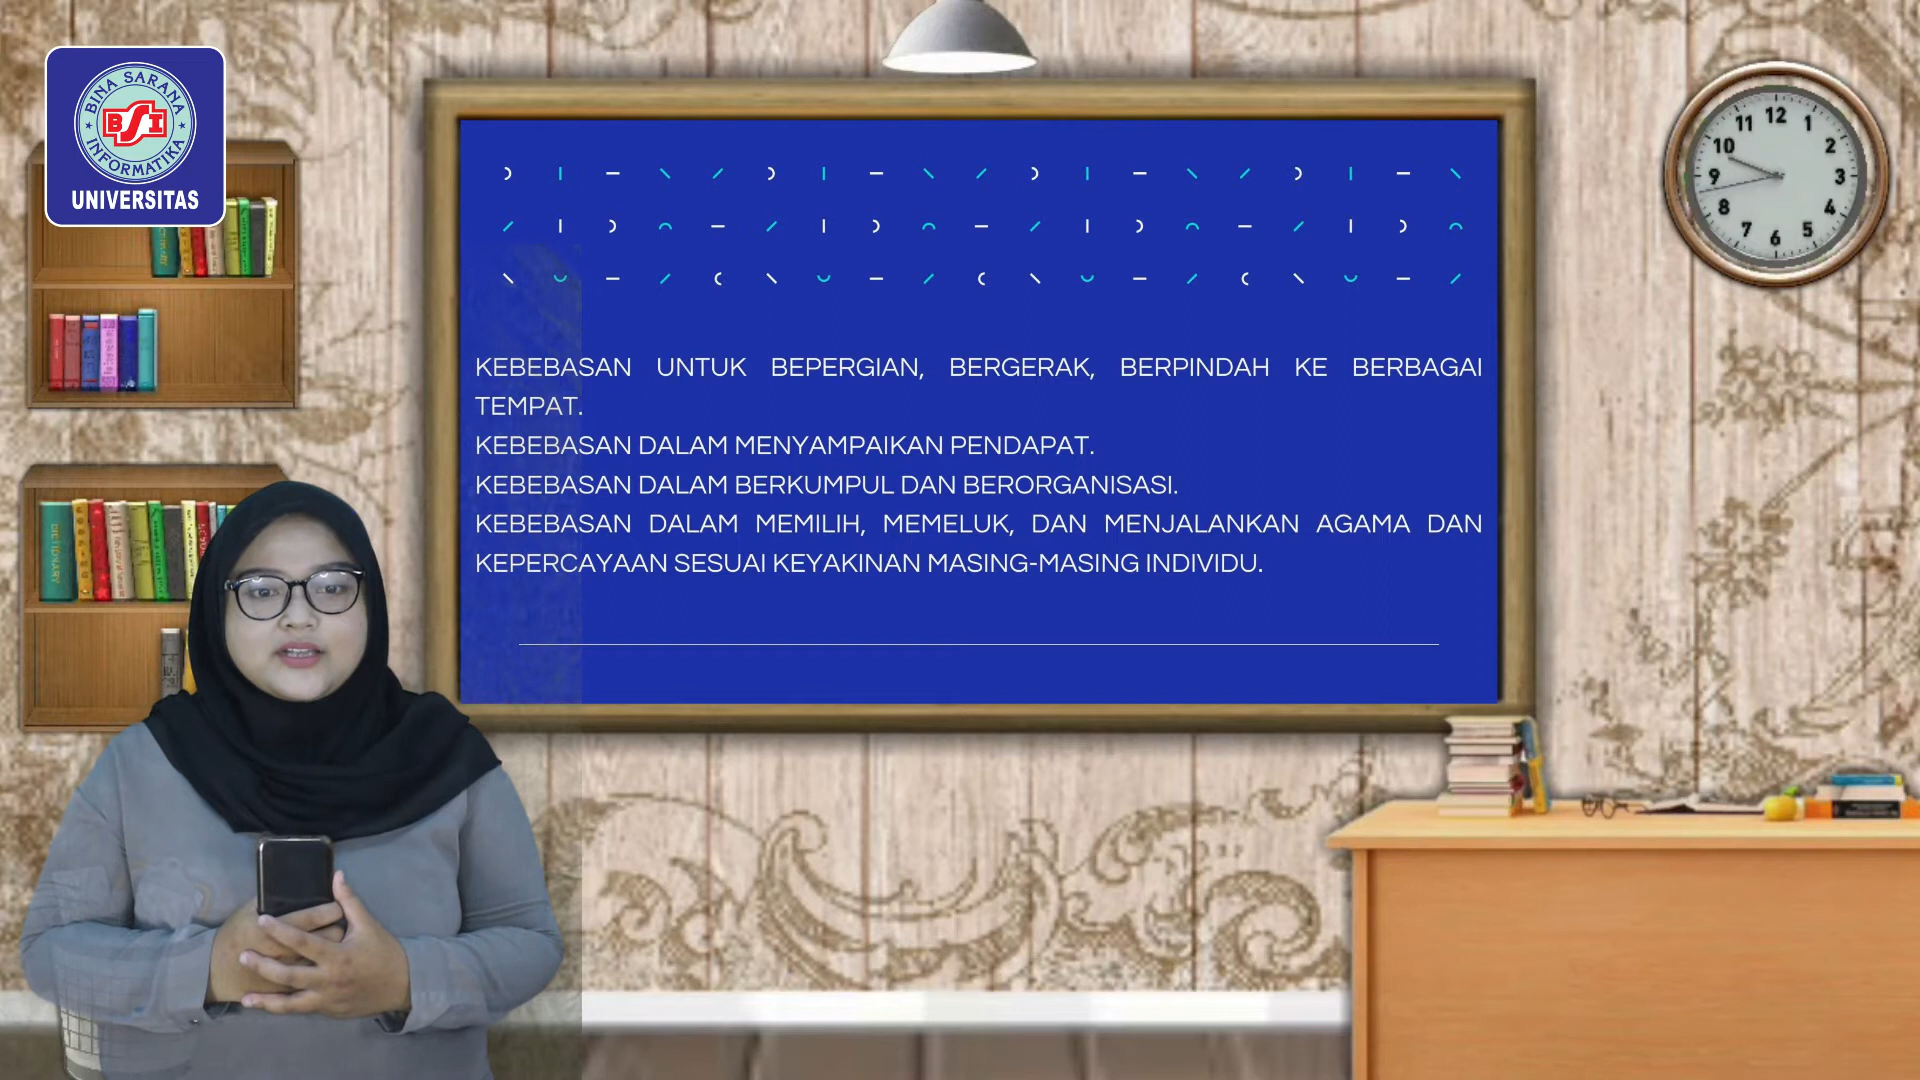 BINA SARANA
BSI
INFORMATIKA
UNIVERSITAS
KEBEBASAN UNTUK BEPERGIAN, BERGERAK, BERPINDAH KE BERBAGAI
TEMPAT.
KEBEBASAN DALAM MENYAMPAIKAN PENDAPAT.
KEBEBASAN DALAM BERKUMPUL DAN BERORGANISASI.
KEBEBASAN DALAM MEMILIH, MEMELUK, DAN MENJALANKAN AGAMA DAN
KEPERCAYAAN SESUAI KEYAKINAN MASING-MASING INDIVIDU.
12
1
2
3
4
5
6
7
8
9
10
11